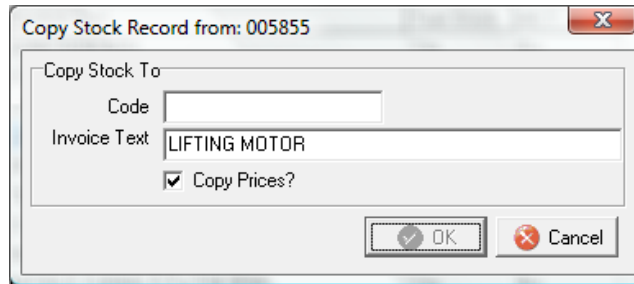 Copy Stock Record from: 005855
Copy Stock To
Code
Invoice Text LIFTING MOTOR
Copy Prices?
OK Cancel